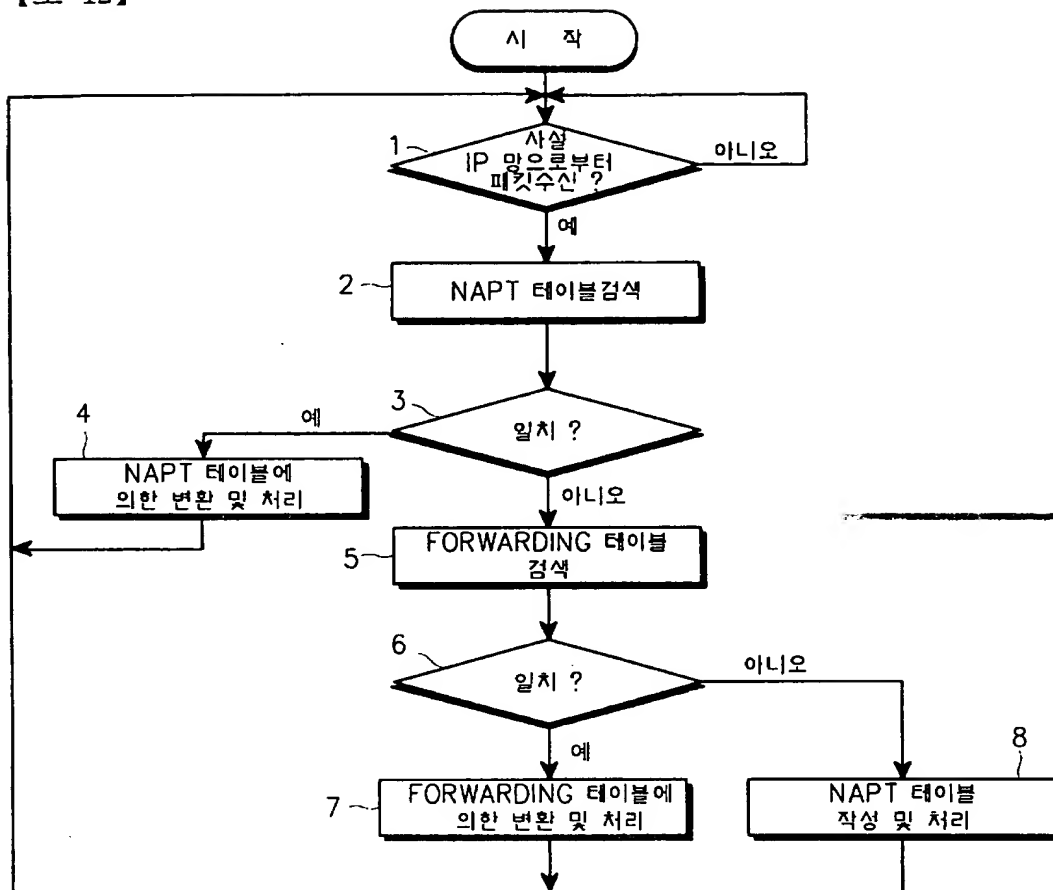 시 작
사설
1
IP 망으로부터
패킷수신 ?
아니오
예
2
NAPT 테이블검색
3
일치 ?
예
4
NAPT 테이블에
의한 변환 및 처리
아니오
5
FORWARDING 테이블
검색
6
일치 ?
아니오
예
7
FORWARDING 테이블에
의한 변환 및 처리
8
NAPT 테이블
작성 및 처리